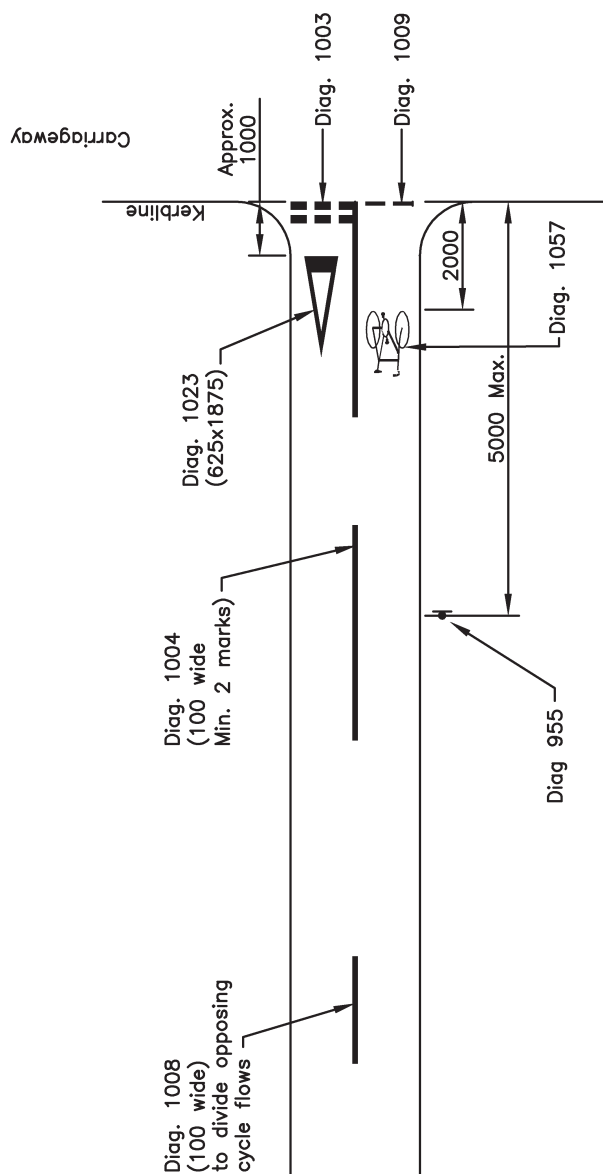 Carriageway
Kerbline
Approx.
1000
Diag. 1003
Diag. 1009
Diag. 1023
(625x1875)
2000
Diag. 1057
5000 Max.
Diag. 1004
(100 wide
Min. 2 marks)
Diag 955
Diag. 1008
(100 wide)
to divide opposing
cycle flows